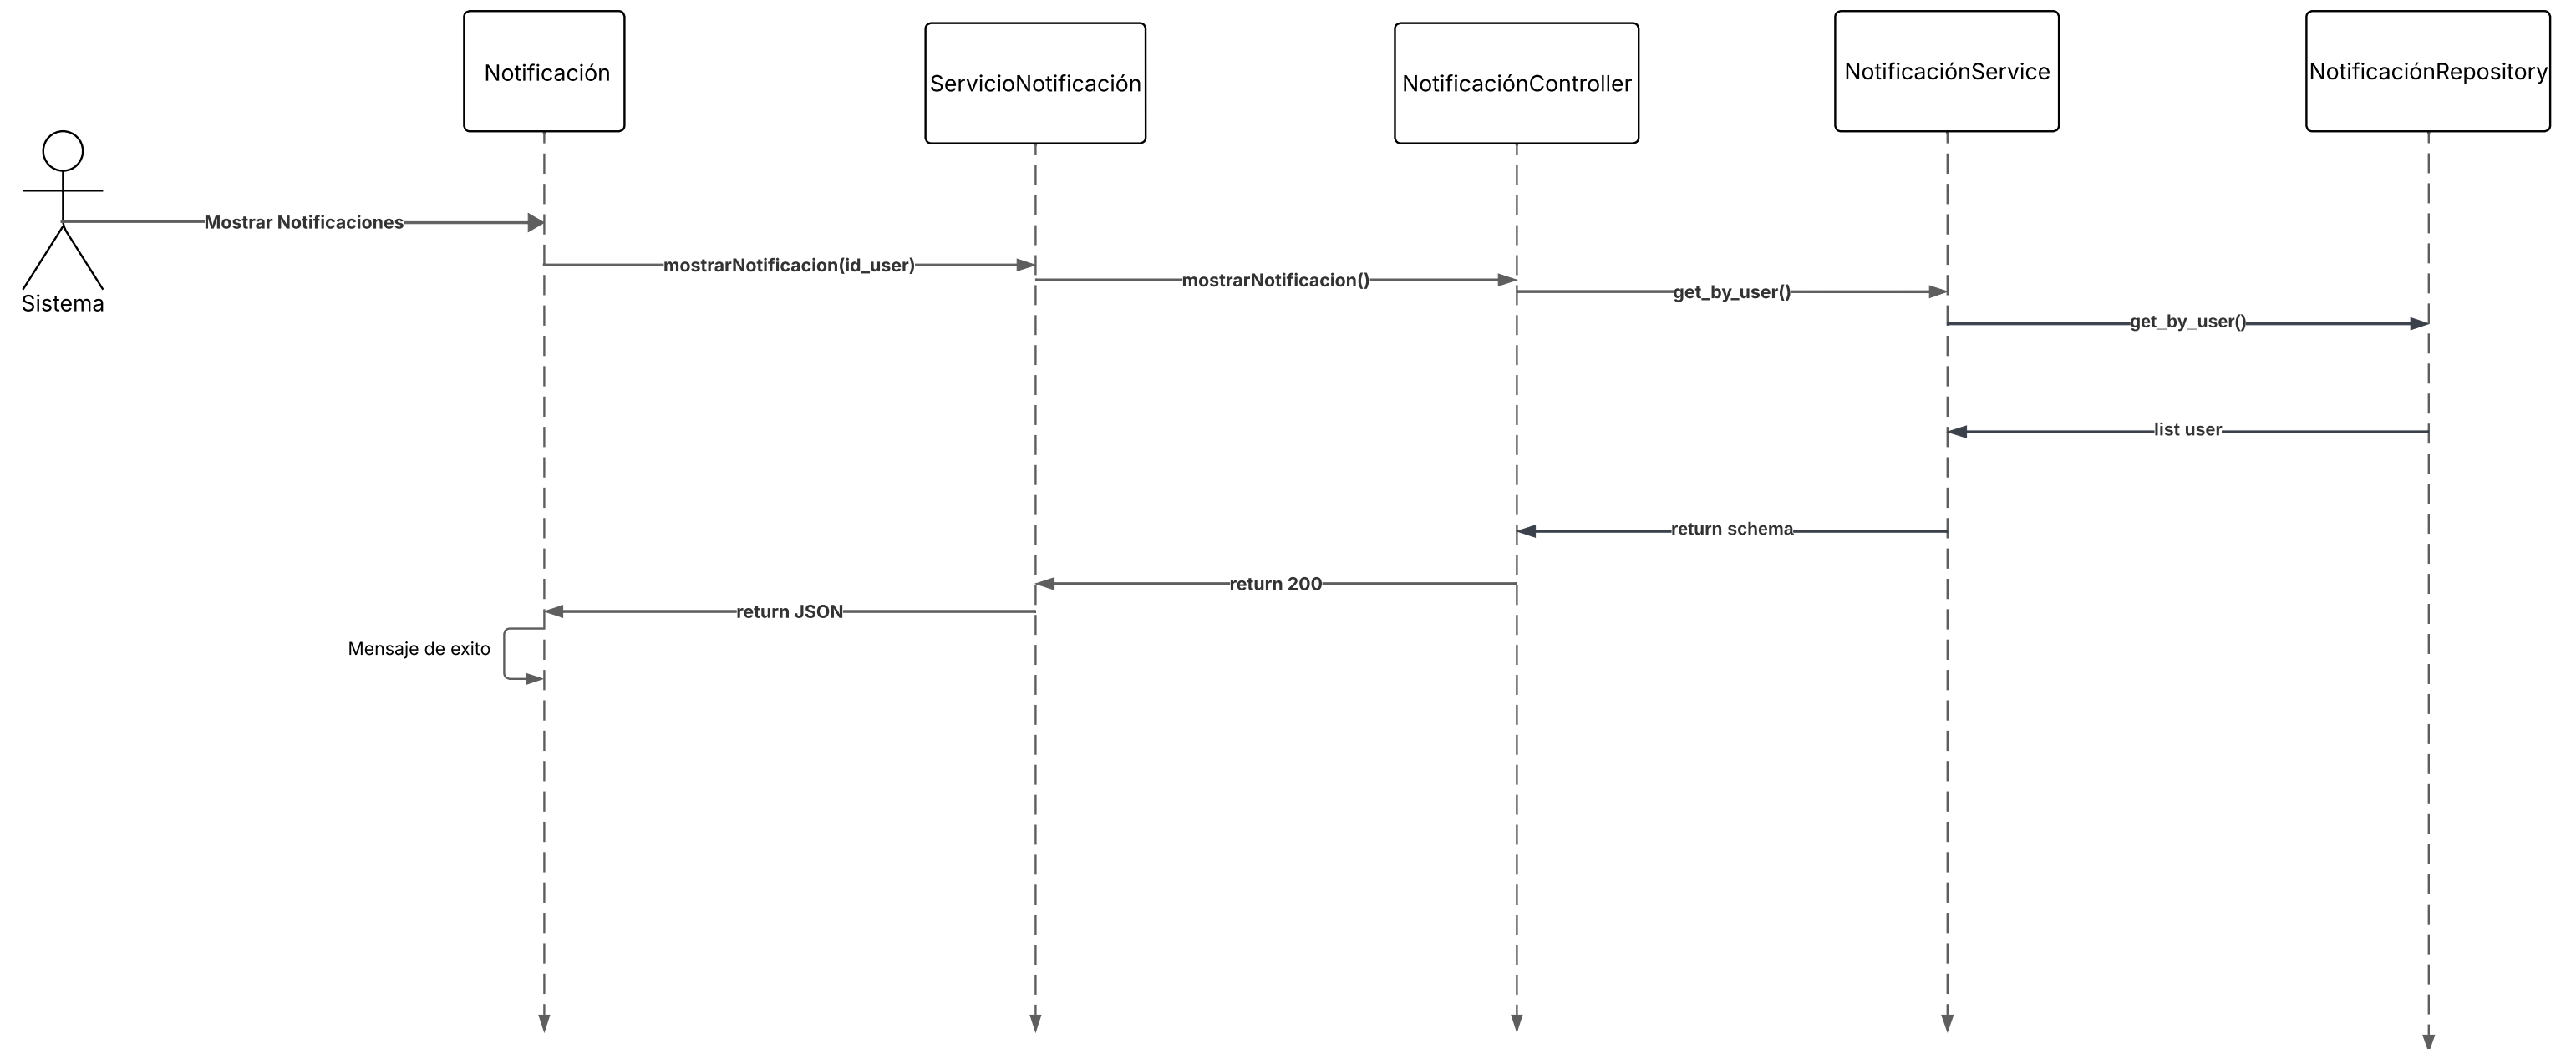 Notificación
ServicioNotificación
NotificaciónController
NotificaciónService
NotificaciónRepository
Sistema
Mostrar Notificaciones
mostrarNotificacion(id_user)
mostrarNotificacion()
get_by_user()
get_by_user()
list user
return schema
return 200
return JSON
Mensaje de exito